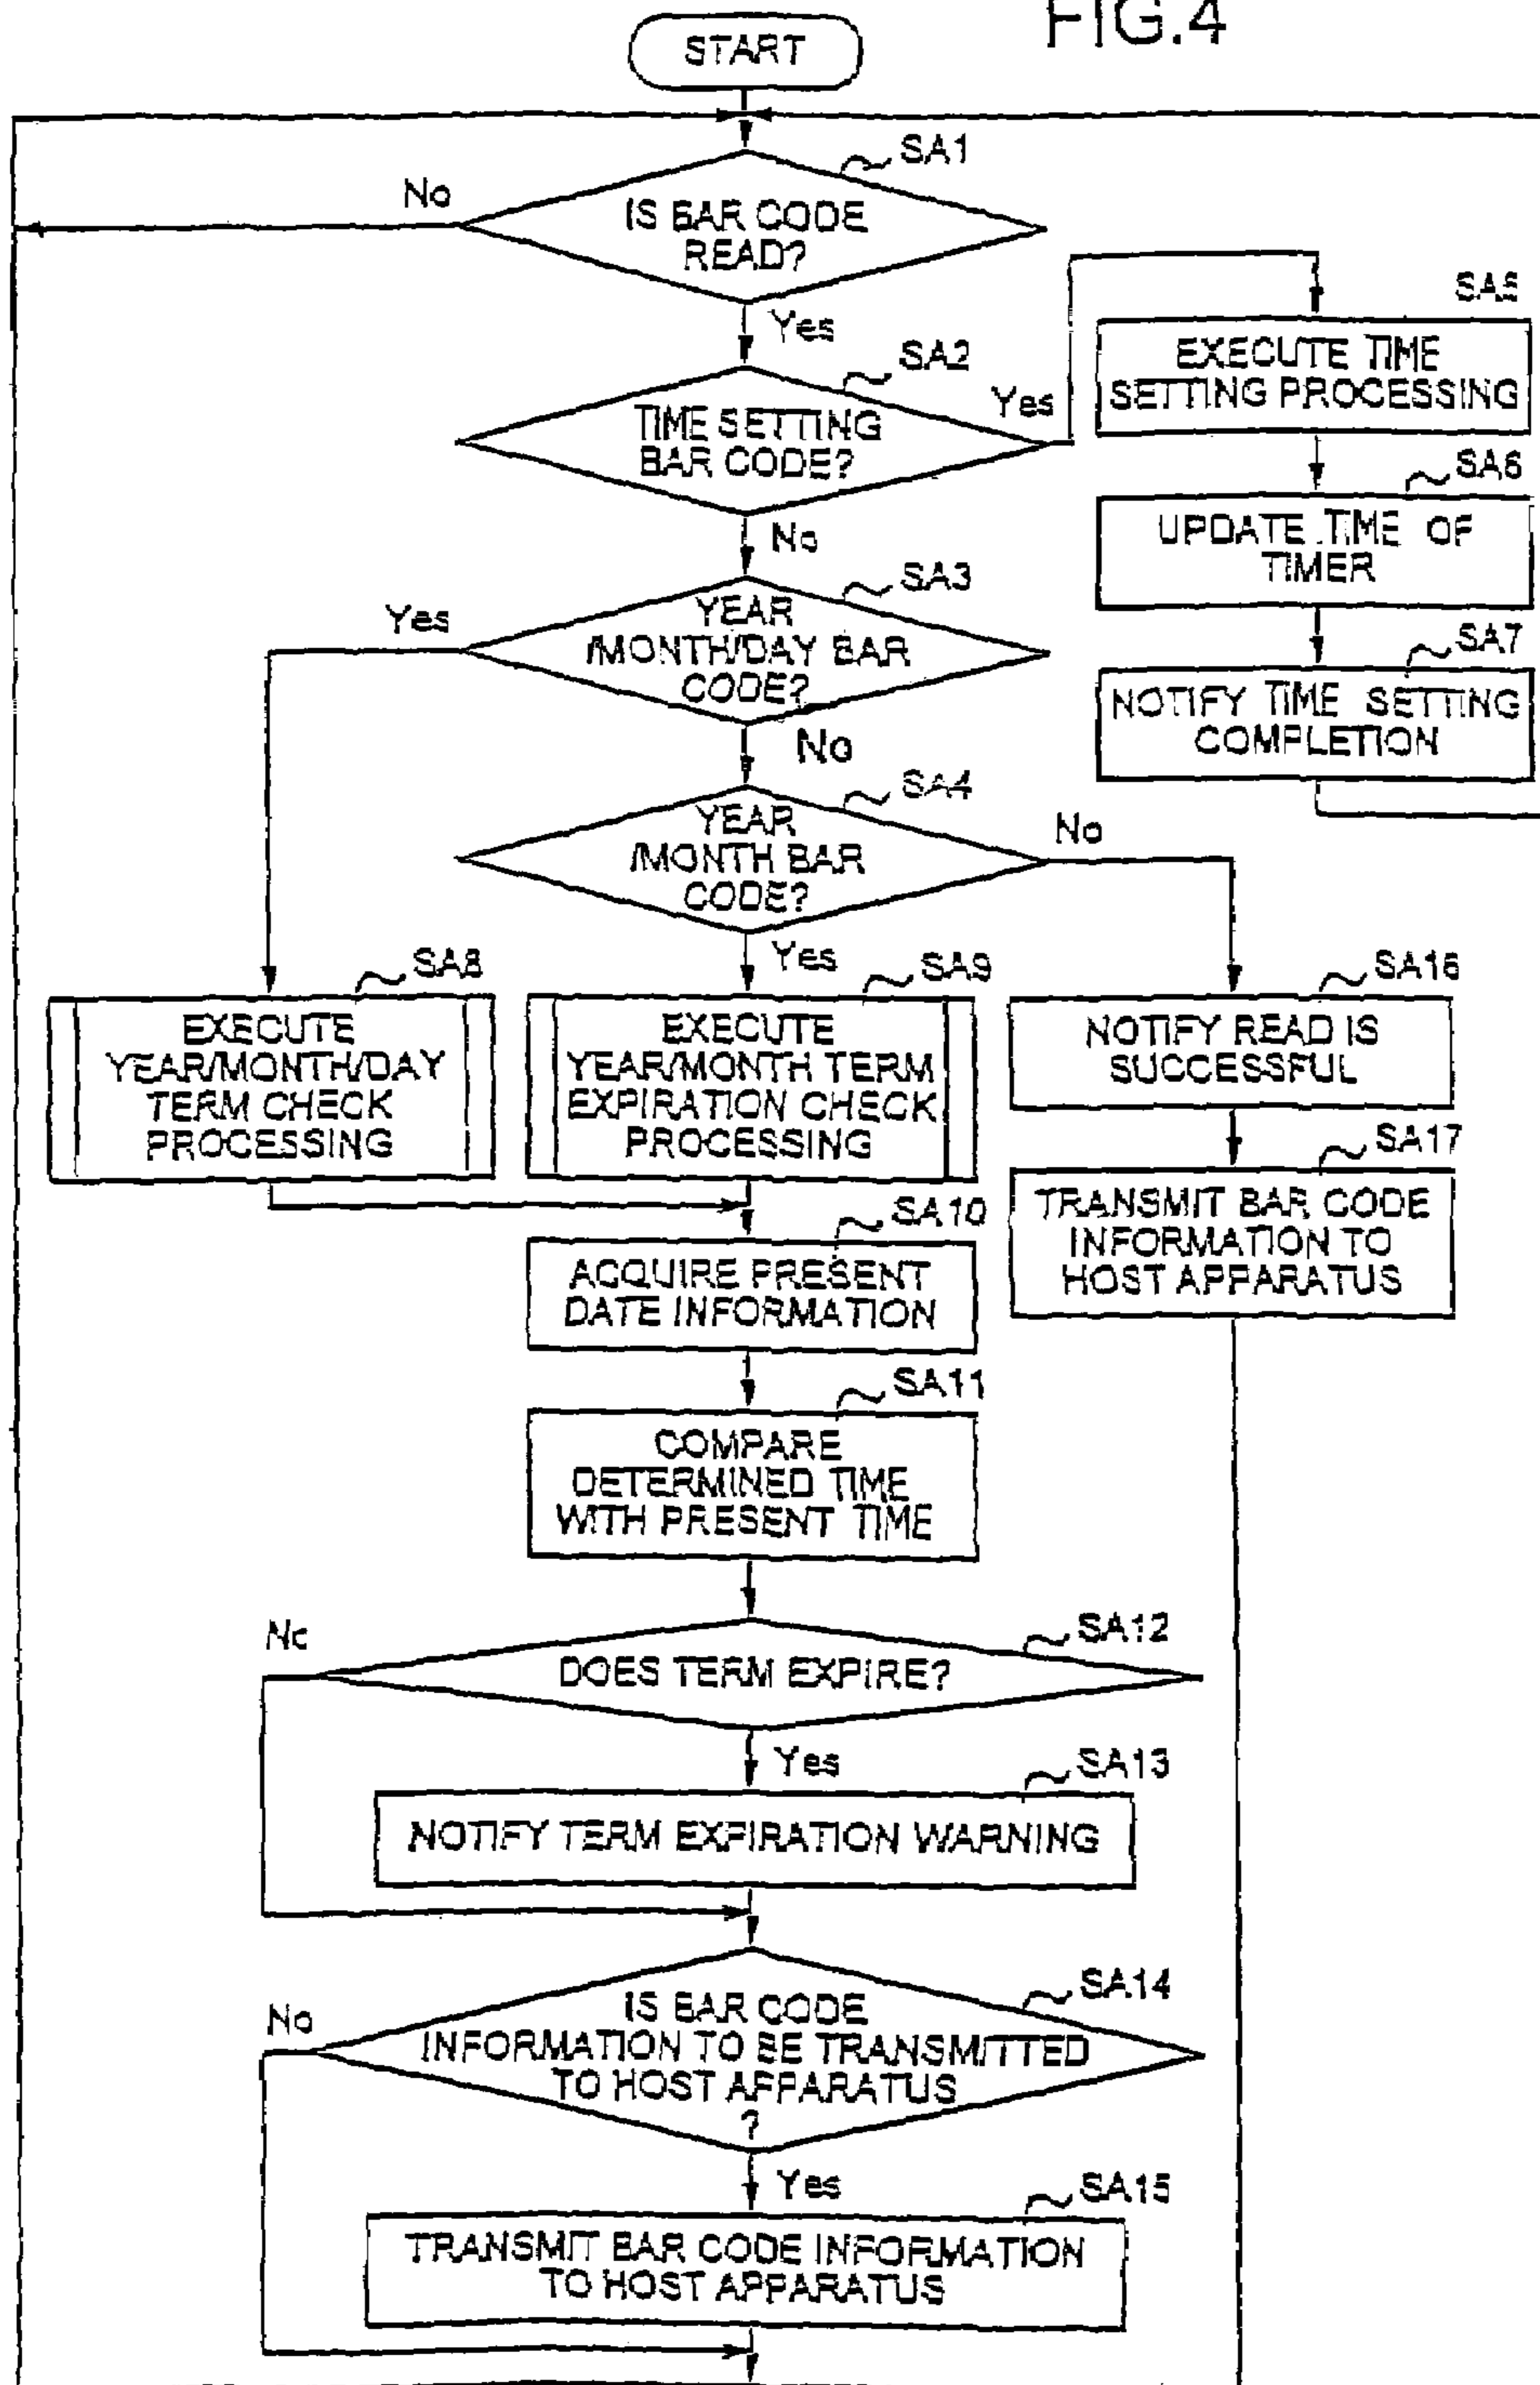 FIG.4
START
SA1
No
IS BAR CODE
READ?
Yes
SA2
TIME SETTING
BAR CODE?
Yes
No
SA5
EXECUTE TIME
SETTING PROCESSING
SA6
UPDATE TIME OF
TIMER
SA7
NOTIFY TIME SETTING
COMPLETION
SA3
Yes
YEAR
/MONTH/DAY BAR
CODE?
No
SA4
YEAR
/MONTH BAR
CODE?
No
Yes
SA8
EXECUTE
YEAR/MONTH/DAY
TERM CHECK
PROCESSING
SA9
EXECUTE
YEAR/MONTH TERM
EXPIRATION CHECK
PROCESSING
SA16
NOTIFY READ IS
SUCCESSFUL
SA17
TRANSMIT BAR CODE
INFORMATION TO
HOST APPARATUS
SA10
ACQUIRE PRESENT
DATE INFORMATION
SA11
COMPARE
DETERMINED TIME
WITH PRESENT TIME
SA12
No
DOES TERM EXPIRE?
Yes
SA13
NOTIFY TERM EXPIRATION WARNING
SA14
No
IS BAR CODE
INFORMATION TO BE TRANSMITTED
TO HOST APPARATUS
?
Yes
SA15
TRANSMIT BAR CODE INFORMATION
TO HOST APPARATUS